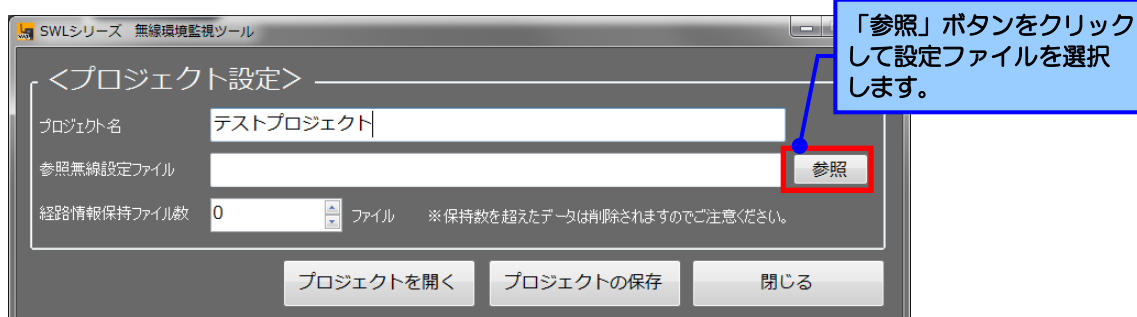 SWLシリーズ 無線環境監視ツール
「参照」ボタンをクリック
して設定ファイルを選択
します。
<プロジェクト設定>
プロジェクト名 テストプロジェクト
参照無線設定ファイル 参照
経路情報保持ファイル数 0 ファイル ※保持数を超えたデータは削除されますのでご注意ください。
プロジェクトを開く プロジェクトの保存 閉じる